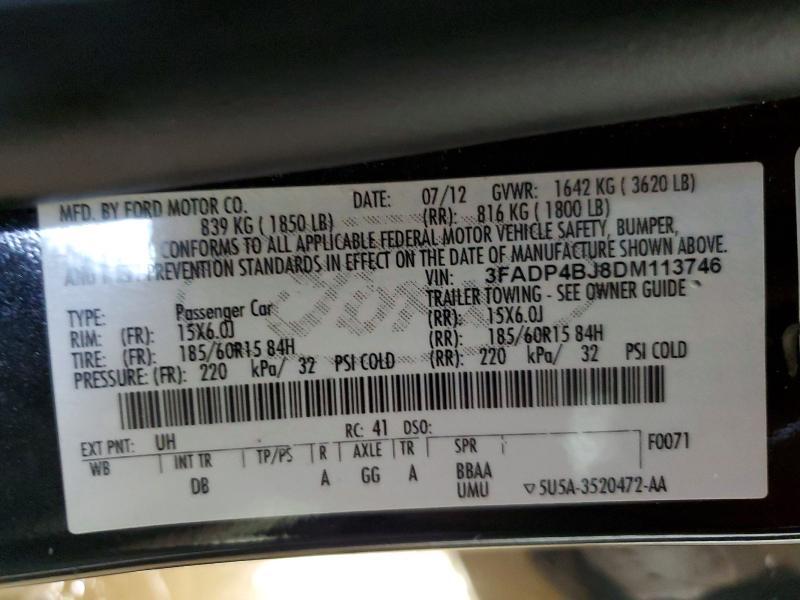 MFD. BY FORD MOTOR CO. DATE: 07/12 GVWR: 1642 KG ( 3620 LB)
839 KG ( 1850 LB) (RR): 816 KG ( 1800 LB)
CONFORMS TO ALL APPLICABLE FEDERAL MOTOR VEHICLE SAFETY, BUMPER,
AND PREVENTION STANDARDS IN EFFECT ON THE DATE OF MANUFACTURE SHOWN ABOVE.
VIN: 3FADP4BJ8DM113746
TYPE: Passenger Car TRAILER TOWING - SEE OWNER GUIDE
RIM: (FR): 15X6.0J (RR): 15X6.0J
TIRE: (FR): 185/60R15 84H (RR): 185/60R15 84H
PRESSURE: (FR): 220 kPa/ 32 PSI COLD (RR): 220 kPa/ 32 PSI COLD
EXT PNT: UH RC: 41 DSO: F0071
WB INT TR TP/PS R AXLE TR SPR
DB A GG A BBAA
UMU ▽5U5A-3520472-AA
Ford